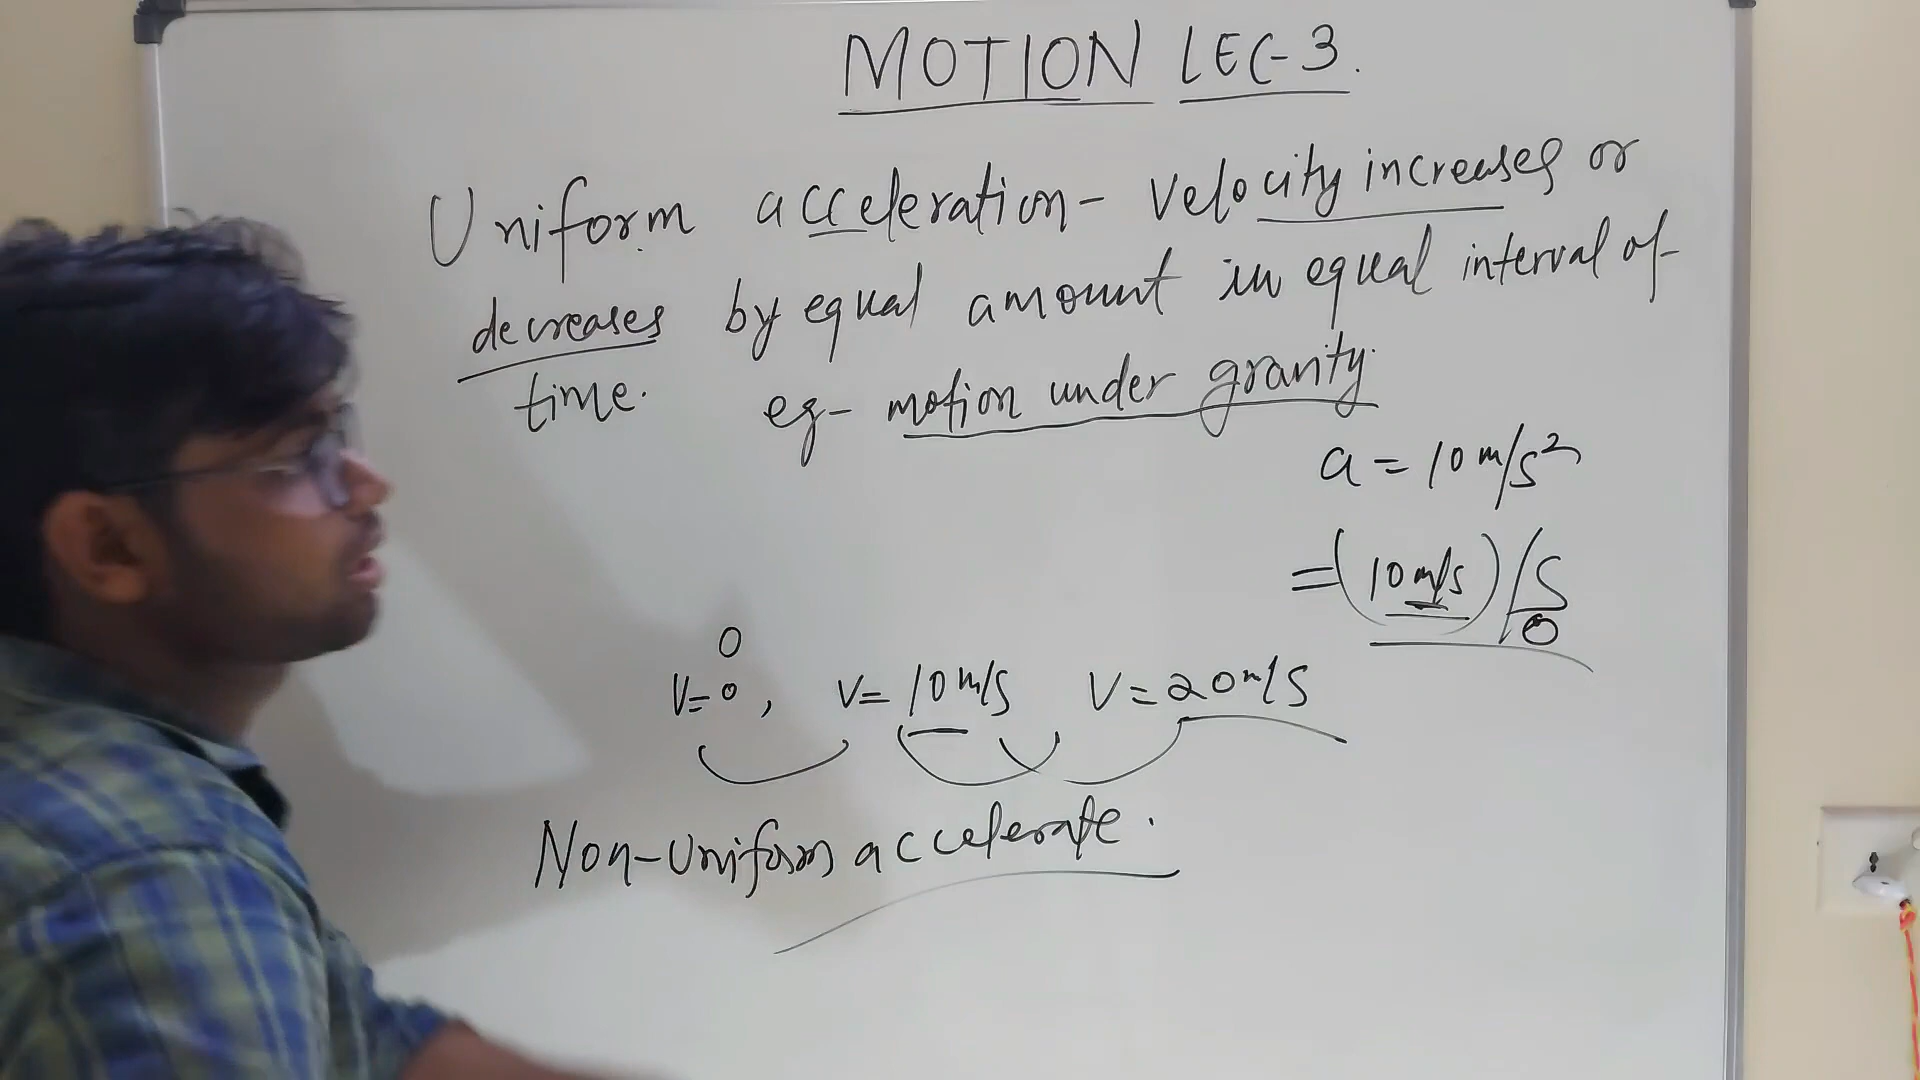 MOTION LEC-3.
Uniform acceleration - Velocity increases or
decreases by equal amount in equal interval of
time. eg- motion under gravity.
a = 10 m/s²
= (10 m/s)/S
0
V= 0, V= 10 m/s V= 20 m/s
Non-Uniform accelerate.